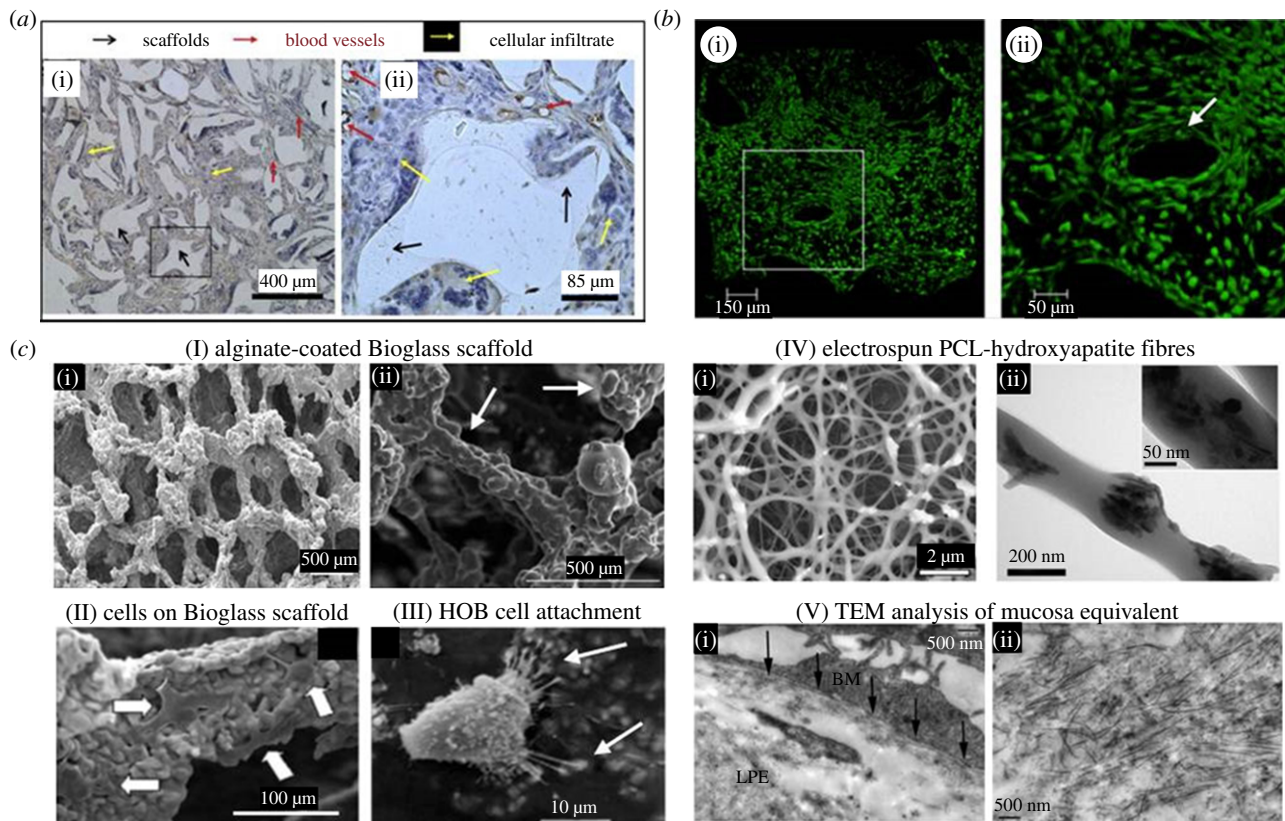 (a)
scaffolds blood vessels cellular infiltrate
(i) (ii)
400 µm 85 µm
(b)
(i) (ii)
150 µm 50 µm
(c)
(I) alginate-coated Bioglass scaffold
(i) (ii)
500 µm 500 µm
(IV) electrospun PCL-hydroxyapatite fibres
(i) (ii)
50 nm
2 µm 200 nm
(II) cells on Bioglass scaffold
100 µm
(III) HOB cell attachment
10 µm
(V) TEM analysis of mucosa equivalent
(i) 500 nm (ii)
BM
LPE
500 nm